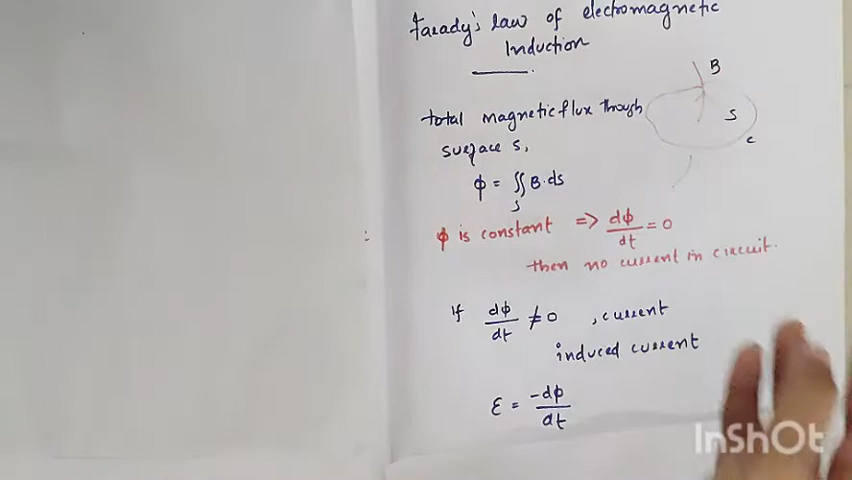 Farady's law of electromagnetic
Induction
B
total magnetic flux through
S
surface S,
c
φ = ∬ B·ds
S
φ is constant => dφ/dt = 0
then no current in circuit.
If dφ/dt ≠ 0 , current
induced current
ε = -dφ/dt
InShOt